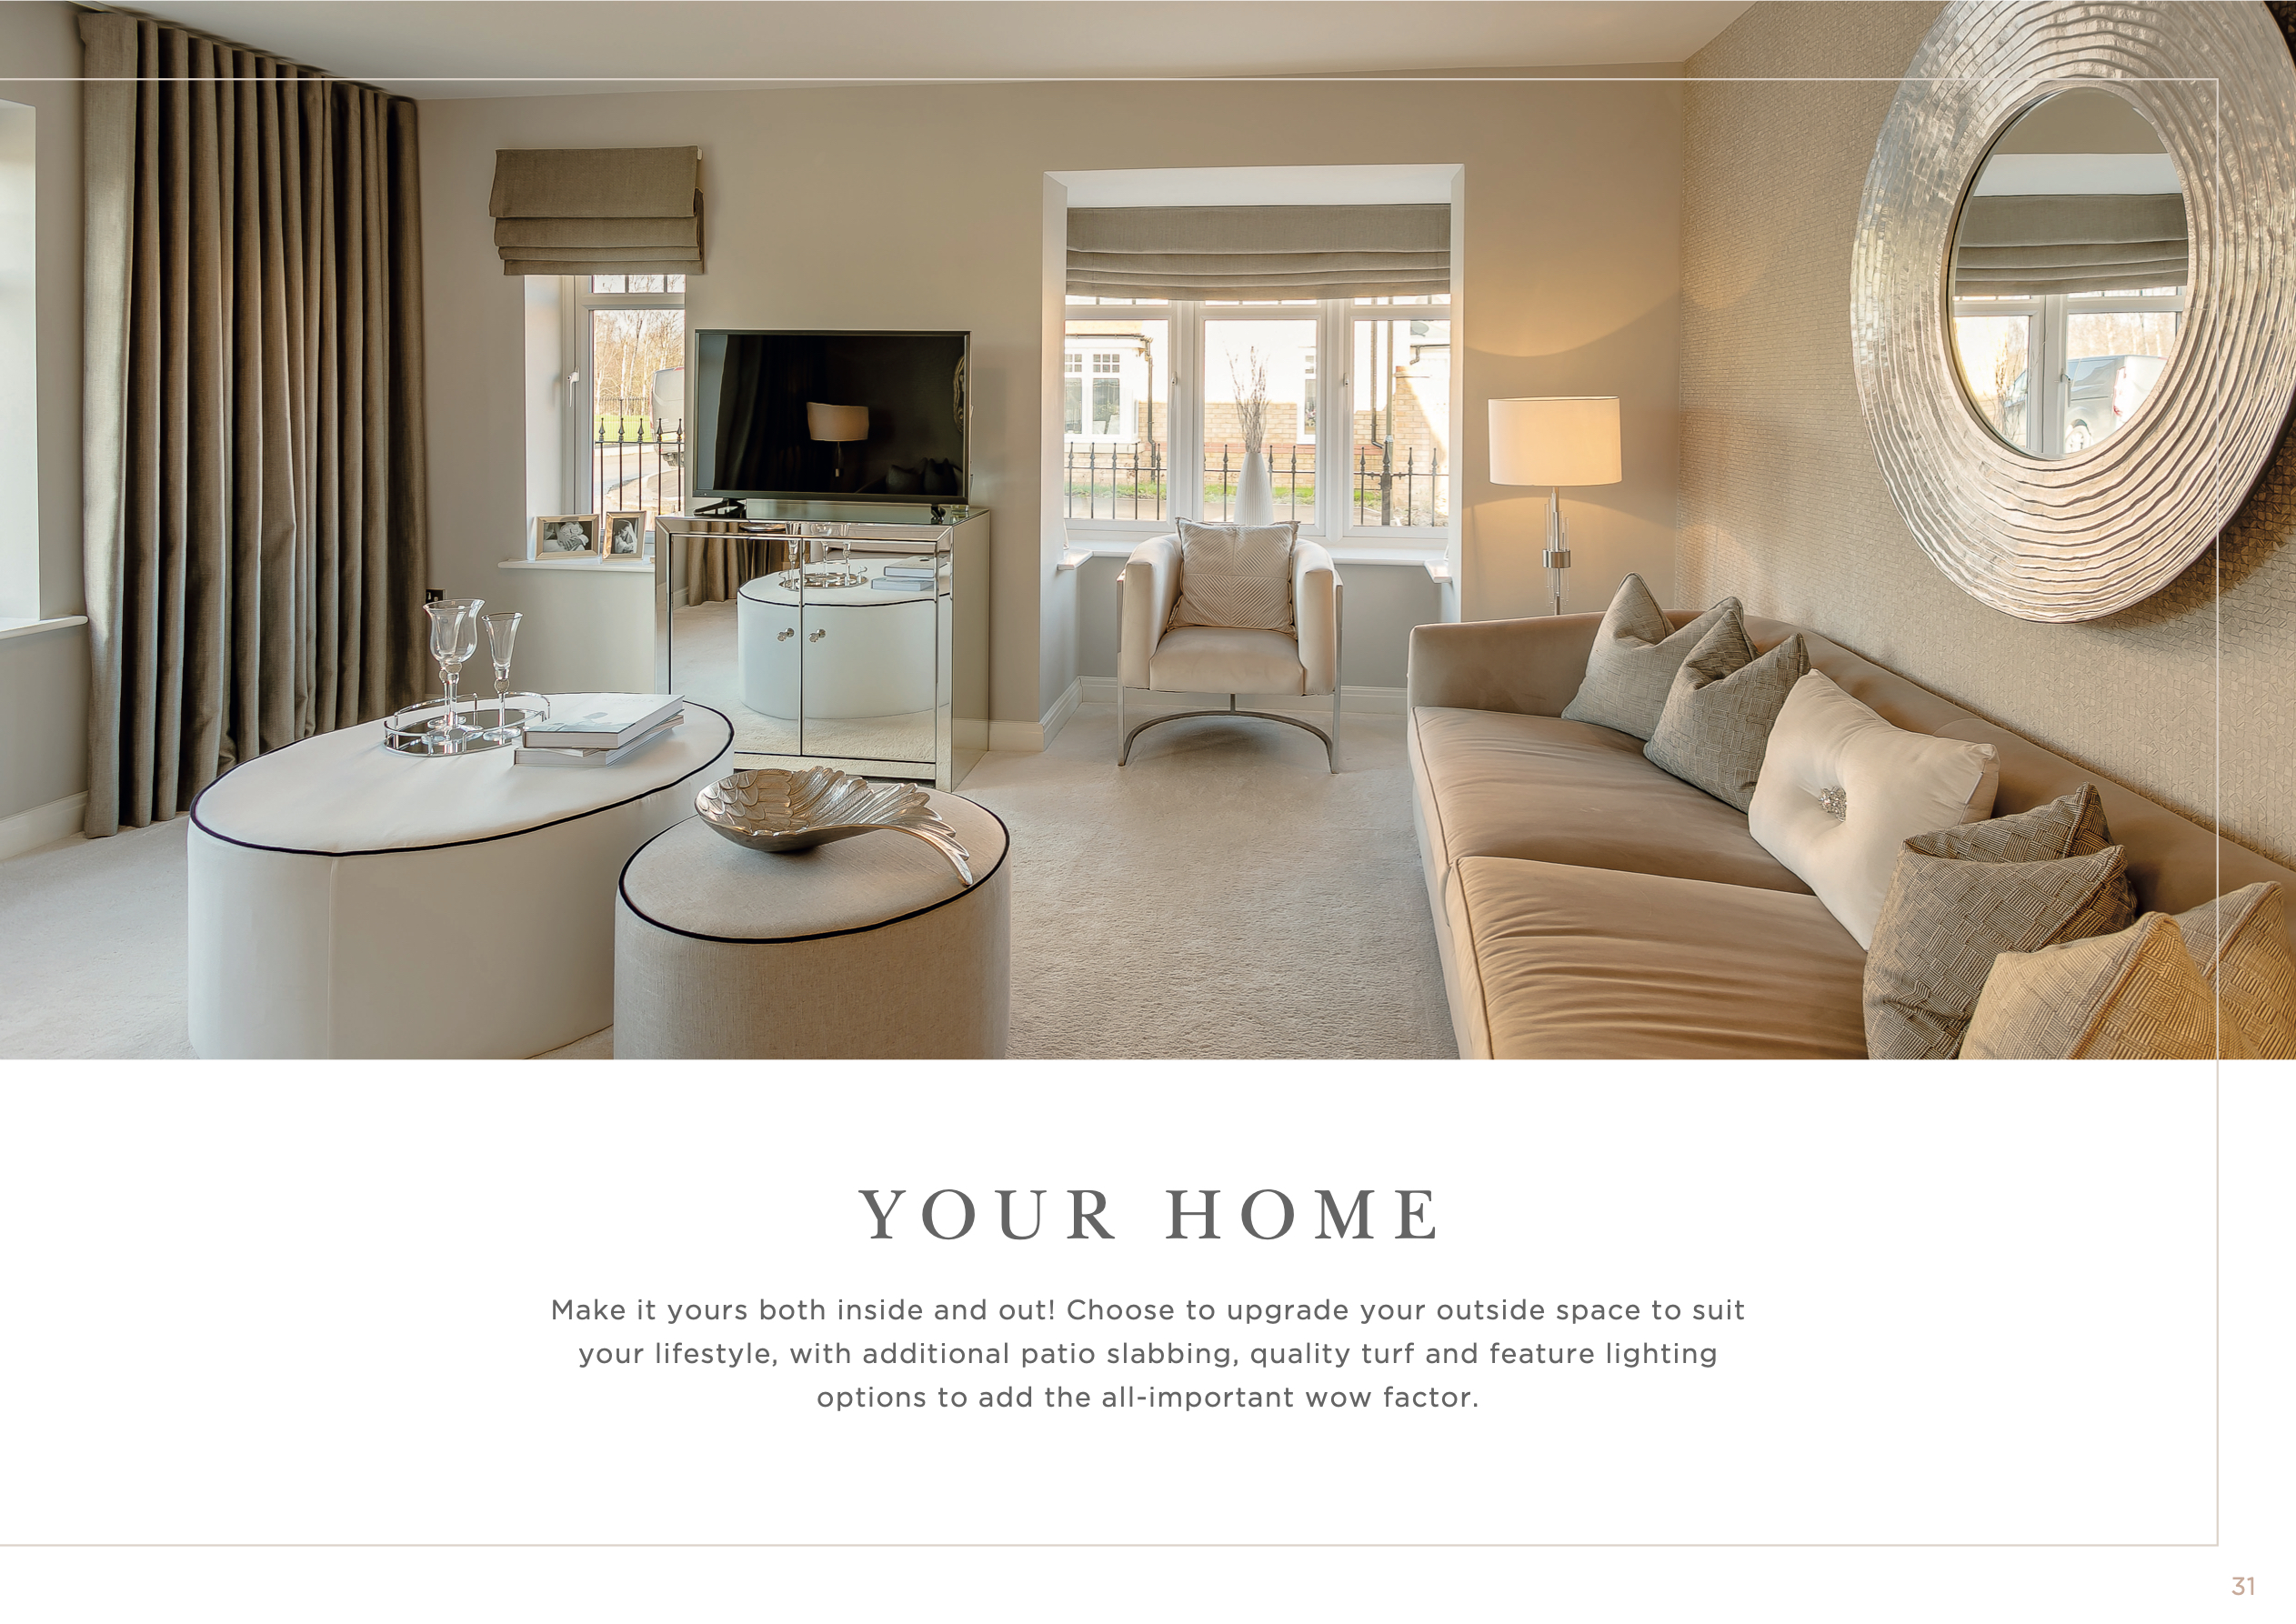 YOUR HOME
Make it yours both inside and out! Choose to upgrade your outside space to suit
your lifestyle, with additional patio slabbing, quality turf and feature lighting
options to add the all-important wow factor.
31